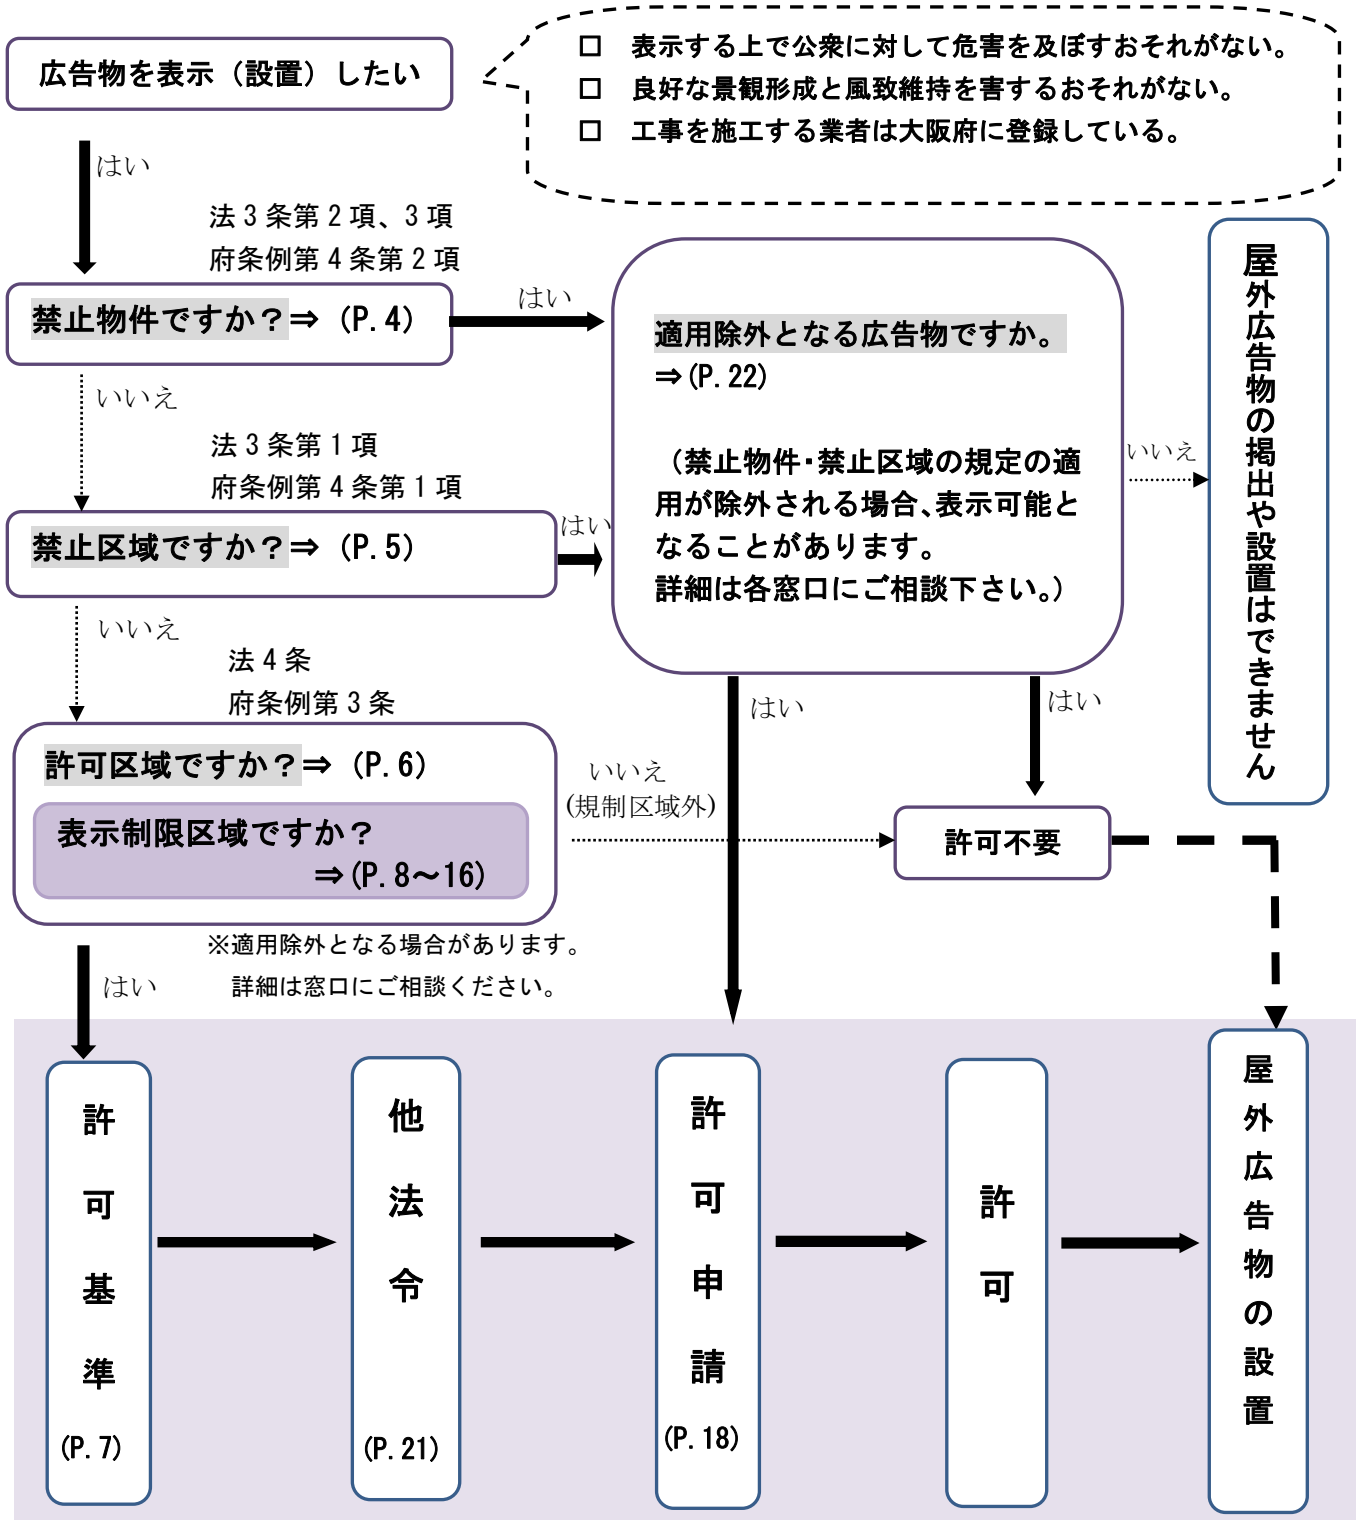 広告物を表示（設置）したい
□ 表示する上で公衆に対して危害を及ぼすおそれがない。
□ 良好な景観形成と風致維持を害するおそれがない。
□ 工事を施工する業者は大阪府に登録している。
はい
法３条第２項、３項
府条例第４条第２項
禁止物件ですか？⇒（P.4）
はい
いいえ
法３条第１項
府条例第４条第１項
禁止区域ですか？⇒（P.5）
はい
いいえ
適用除外となる広告物ですか。
⇒(P.22)
（禁止物件・禁止区域の規定の適
用が除外される場合、表示可能と
なることがあります。
詳細は各窓口にご相談下さい。）
いいえ
屋外広告物の掲出や設置はできません
はい
はい
法４条
府条例第３条
許可区域ですか？⇒（P.6）
表示制限区域ですか？
⇒(P.8～16)
いいえ
(規制区域外)
許可不要
※適用除外となる場合があります。
詳細は窓口にご相談ください。
はい
許可基準
(P.7)
他法令
(P.21)
許可申請
(P.18)
許可
屋外広告物の設置